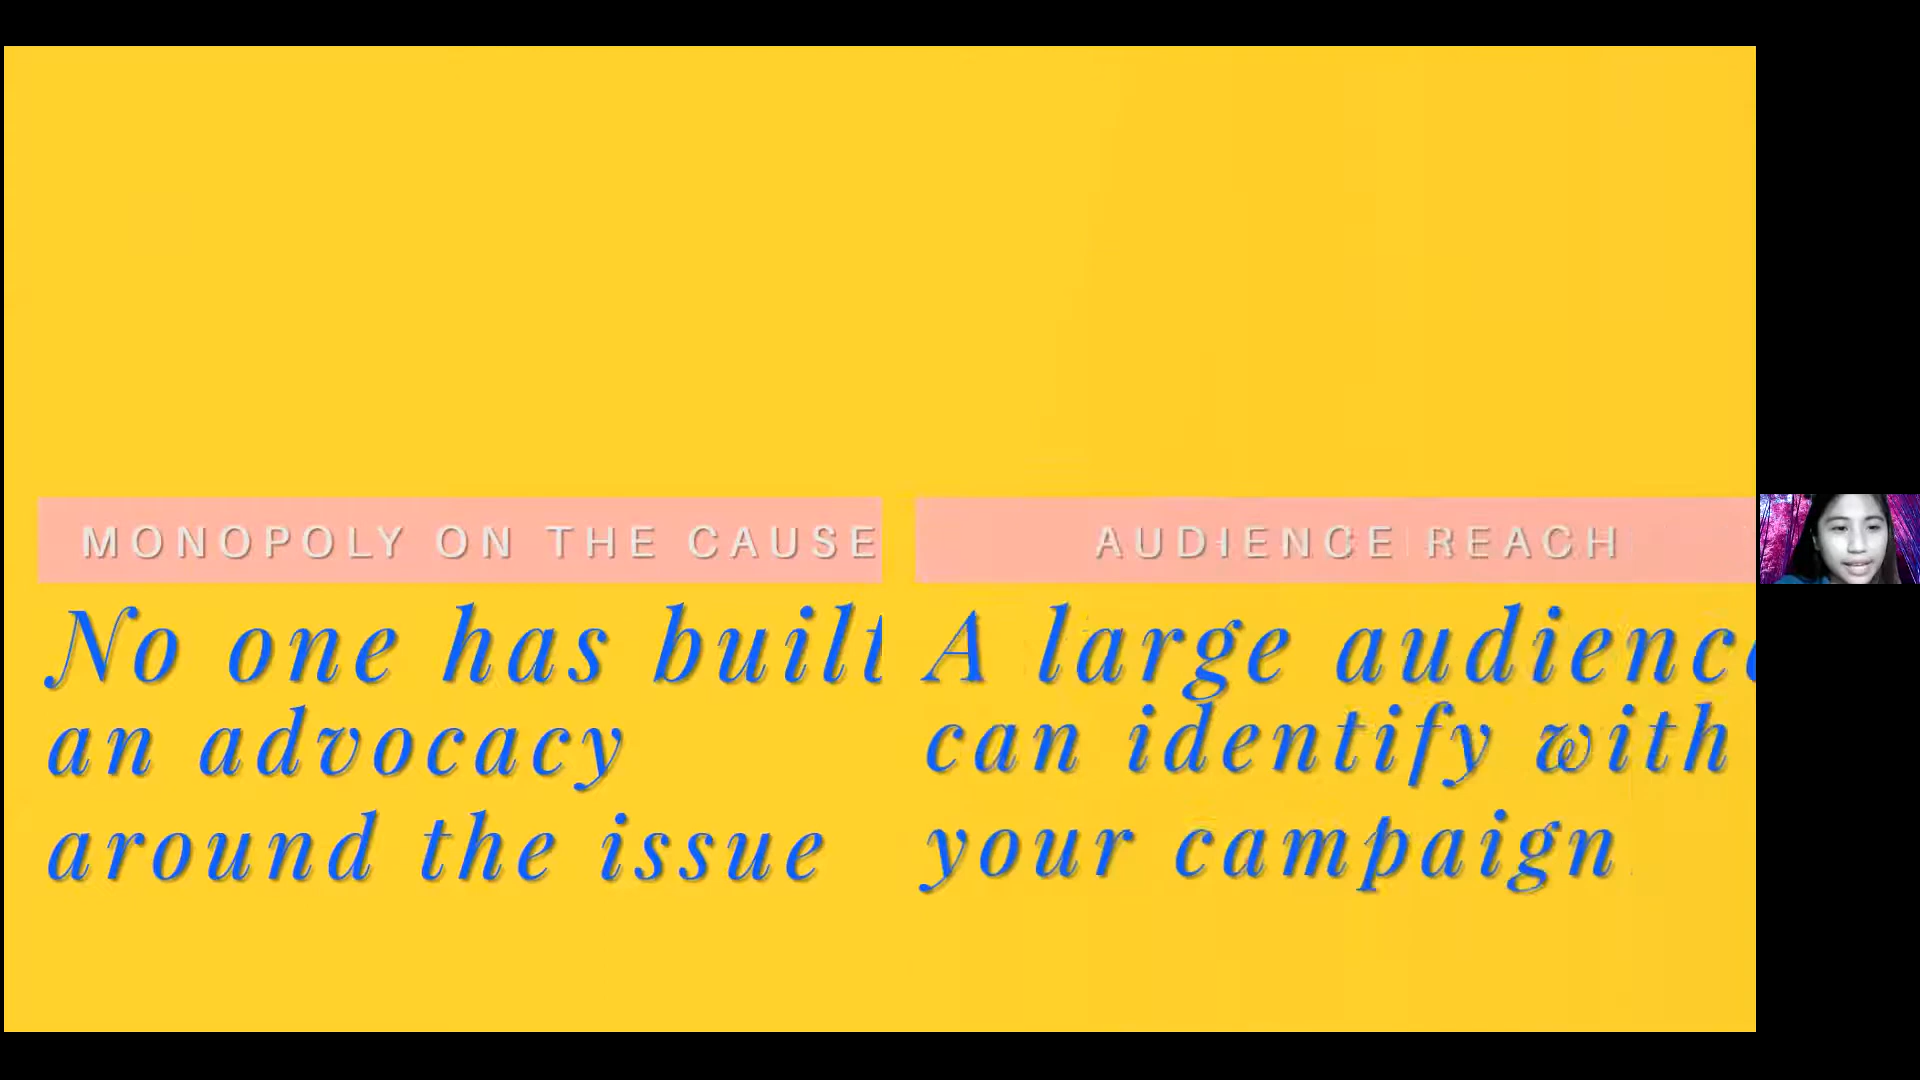 MONOPOLY ON THE CAUSE
No one has built
an advocacy
around the issue
AUDIENCE REACH
A large audience
can identify with
your campaign